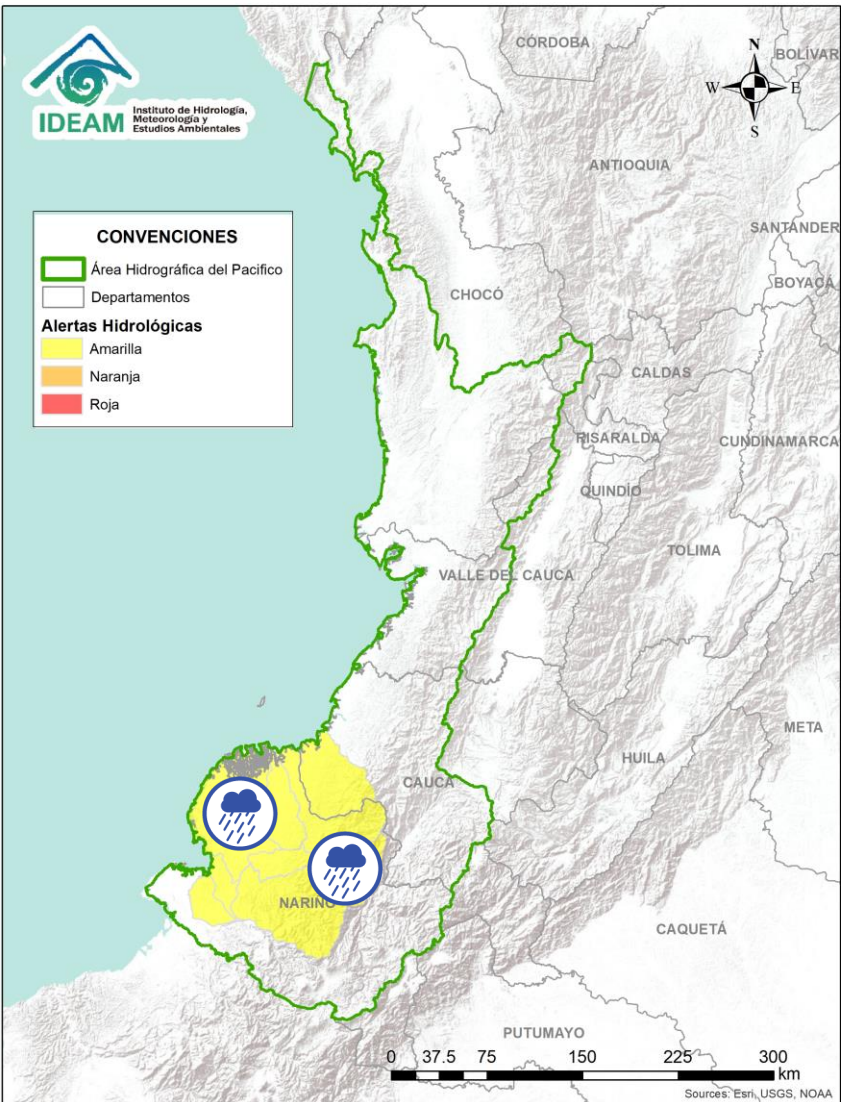 IDEAM
Instituto de Hidrología,
Meteorología y
Estudios Ambientales
CÓRDOBA
N
BOLÍVAR
W
E
S
ANTIOQUIA
SANTANDER
CONVENCIONES
Área Hidrográfica del Pacifico
Departamentos
Alertas Hidrológicas
Amarilla
Naranja
Roja
BOYACÁ
CHOCÓ
CALDAS
RISARALDA
CUNDINAMARCA
QUINDÍO
TOLIMA
VALLE DEL CAUCA
META
HUILA
CAUCA
NARIÑO
CAQUETÁ
PUTUMAYO
0 37.5 75 150 225 300
km
Sources: Esri, USGS, NOAA